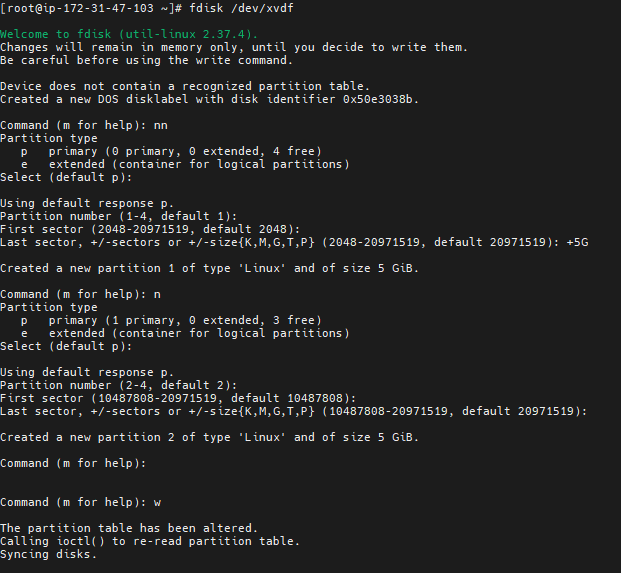 [root@ip-172-31-47-103 ~]# fdisk /dev/xvdf
Welcome to fdisk (util-linux 2.37.4).
Changes will remain in memory only, until you decide to write them.
Be careful before using the write command.
Device does not contain a recognized partition table.
Created a new DOS disklabel with disk identifier 0x50e3038b.
Command (m for help): nn
Partition type
   p   primary (0 primary, 0 extended, 4 free)
   e   extended (container for logical partitions)
Select (default p):
Using default response p.
Partition number (1-4, default 1):
First sector (2048-20971519, default 2048):
Last sector, +/-sectors or +/-size{K,M,G,T,P} (2048-20971519, default 20971519): +5G
Created a new partition 1 of type 'Linux' and of size 5 GiB.
Command (m for help): n
Partition type
   p   primary (1 primary, 0 extended, 3 free)
   e   extended (container for logical partitions)
Select (default p):
Using default response p.
Partition number (2-4, default 2):
First sector (10487808-20971519, default 10487808):
Last sector, +/-sectors or +/-size{K,M,G,T,P} (10487808-20971519, default 20971519):
Created a new partition 2 of type 'Linux' and of size 5 GiB.
Command (m for help):
Command (m for help): w
The partition table has been altered.
Calling ioctl() to re-read partition table.
Syncing disks.